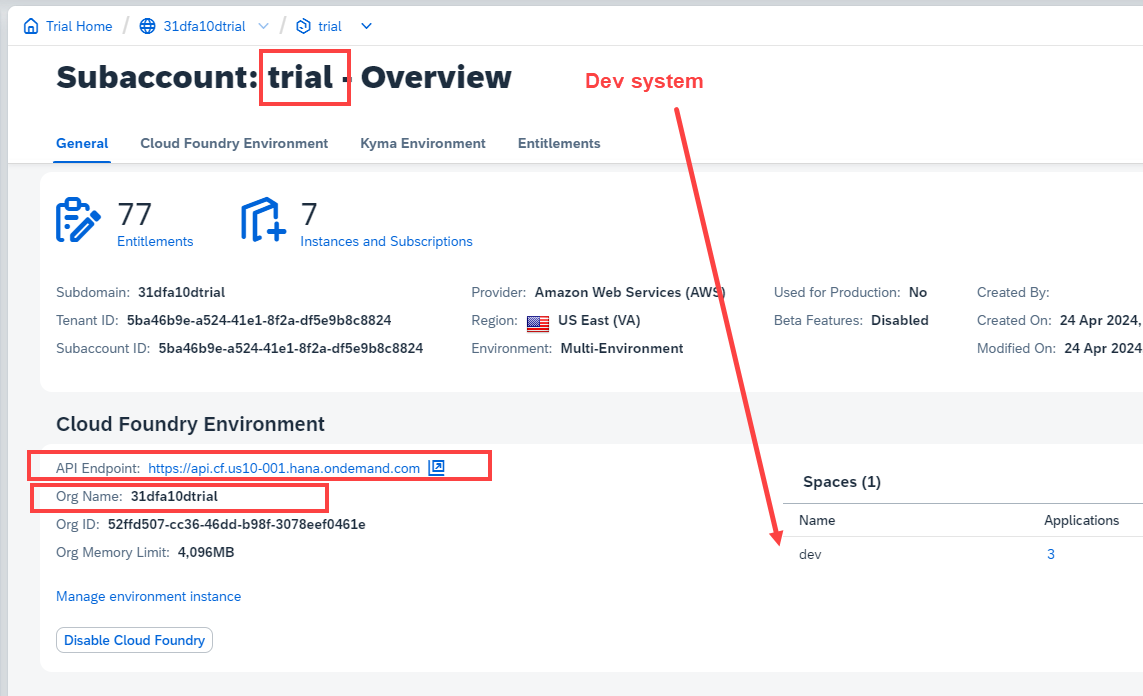 Trial Home / 31dfa10dtrial / trial
Subaccount: trial - Overview
Dev system
General Cloud Foundry Environment Kyma Environment Entitlements
77 7
Entitlements Instances and Subscriptions
Subdomain: 31dfa10dtrial Provider: Amazon Web Services (AWS) Used for Production: No Created By:
Tenant ID: 5ba46b9e-a524-41e1-8f2a-df5e9b8c8824 Region: US East (VA) Beta Features: Disabled Created On: 24 Apr 2024,
Subaccount ID: 5ba46b9e-a524-41e1-8f2a-df5e9b8c8824 Environment: Multi-Environment Modified On: 24 Apr 2024
Cloud Foundry Environment
API Endpoint: https://api.cf.us10-001.hana.ondemand.com
Org Name: 31dfa10dtrial
Org ID: 52ffd507-cc36-46dd-b98f-3078eef0461e
Org Memory Limit: 4,096MB
Manage environment instance
Disable Cloud Foundry
Spaces (1)
Name Applications
dev 3